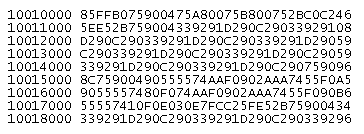 10010000 85FFB075900475A80075B800752BC0C246
10011000 5EE52B759004339291D290C29033929108
10012000 D290C290339291D290C290339291D29059
10013000 C290339291D290C290339291D290C29059
10014000 339291D290C290339291D290C290759096
10015000 8C75900490555574AAF0902AAA7455F0A5
10016000 9055557480F074AAF0902AAA7455F090B6
10017000 55557410F0E030E7FCC25FE52B75900434
10018000 339291D290C290339291D290C290339296